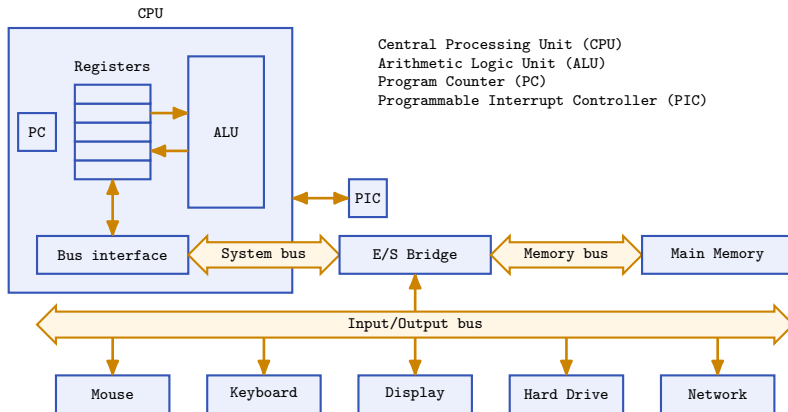 CPU
Central Processing Unit (CPU)
Arithmetic Logic Unit (ALU)
Program Counter (PC)
Programmable Interrupt Controller (PIC)
Registers
PC
ALU
PIC
Bus interface
System bus
E/S Bridge
Memory bus
Main Memory
Input/Output bus
Mouse
Keyboard
Display
Hard Drive
Network